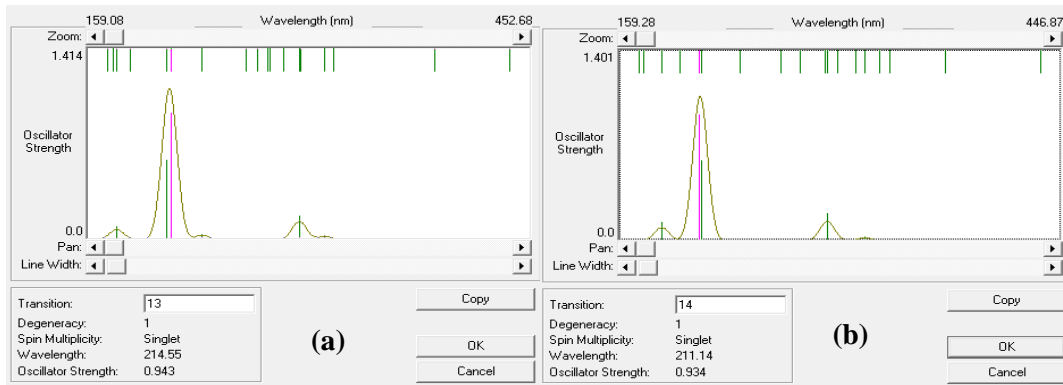 159.08 Wavelength (nm) 452.68
Zoom:
1.414
Oscillator
Strength
0.0
Pan:
Line Width:
Transition: 13
Degeneracy: 1
Spin Multiplicity: Singlet
Wavelength: 214.55
Oscillator Strength: 0.943
Copy
(a)
OK
Cancel
159.28 Wavelength (nm) 446.87
Zoom:
1.401
Oscillator
Strength
0.0
Pan:
Line Width:
Transition: 14
Degeneracy: 1
Spin Multiplicity: Singlet
Wavelength: 211.14
Oscillator Strength: 0.934
Copy
(b)
OK
Cancel